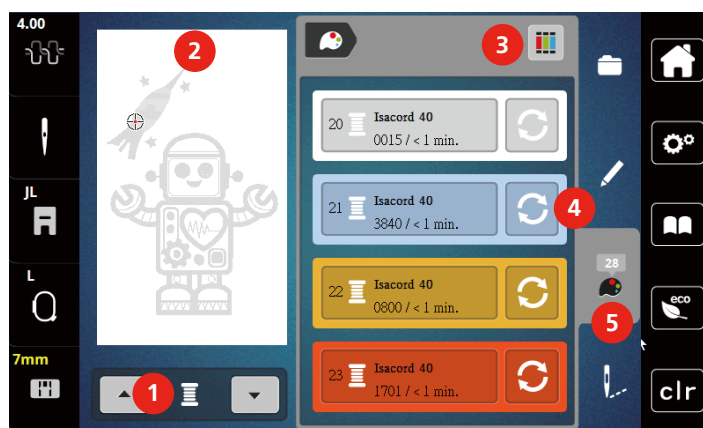 4.00
JL
L
7mm
1
2
3
20 Isacord 40
0015 / < 1 min.
21 Isacord 40
3840 / < 1 min.
4
22 Isacord 40
0800 / < 1 min.
23 Isacord 40
1701 / < 1 min.
28
5
eco
clr